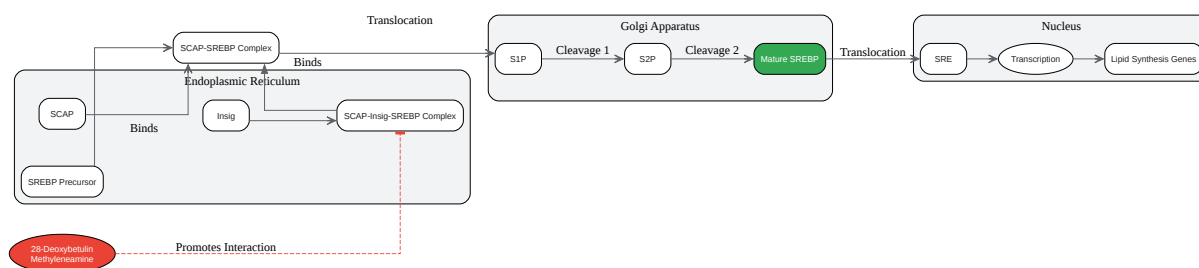 Translocation
Golgi Apparatus
Nucleus
SCAP-SREBP Complex
Binds
S1P
Cleavage 1
S2P
Cleavage 2
Mature SREBP
Translocation
SRE
Transcription
Lipid Synthesis Genes
Endoplasmic Reticulum
SCAP
Binds
Insig
SCAP-Insig-SREBP Complex
SREBP Precursor
28-Deoxybetulin
Methyleneamine
Promotes Interaction